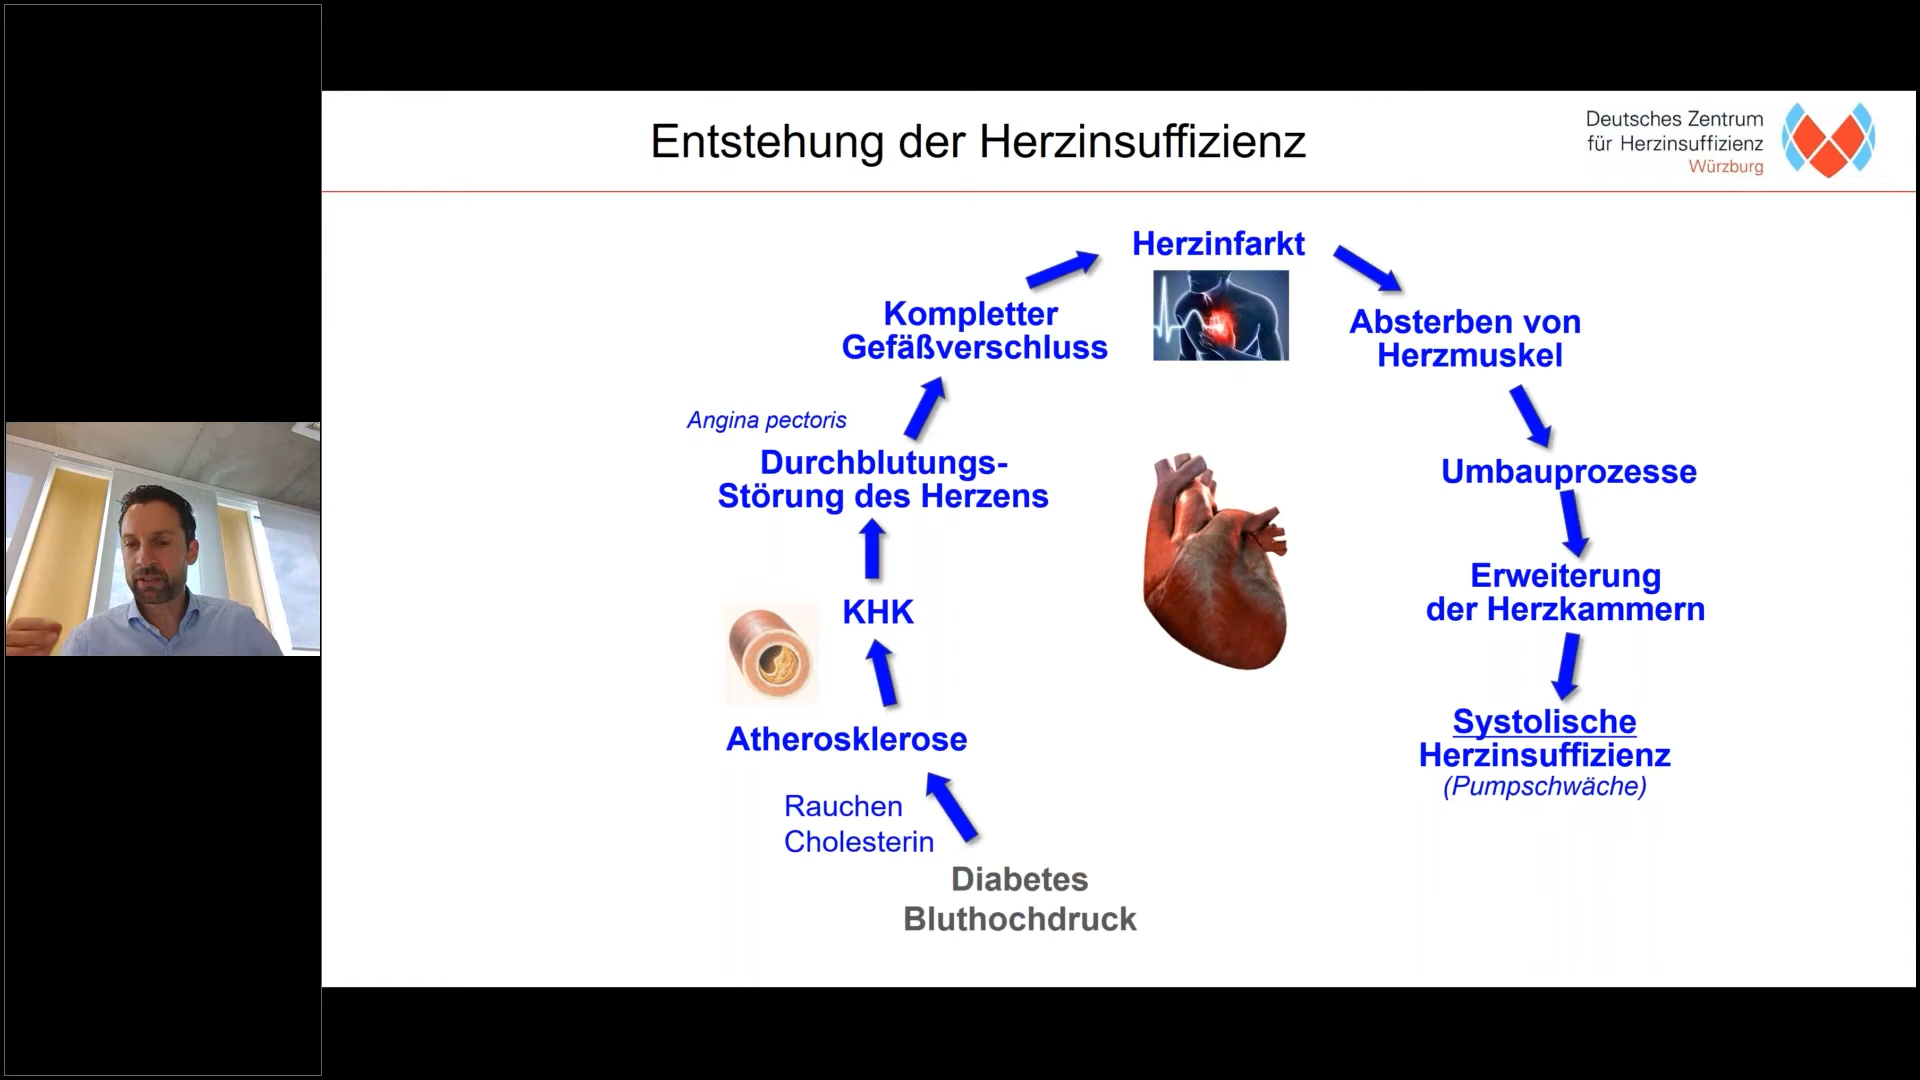 Entstehung der Herzinsuffizienz
Deutsches Zentrum
für Herzinsuffizienz
Würzburg
Herzinfarkt
Kompletter
Gefäßverschluss
Absterben von
Herzmuskel
Angina pectoris
Durchblutungs-
Störung des Herzens
Umbauprozesse
KHK
Erweiterung
der Herzkammern
Atherosklerose
Systolische
Herzinsuffizienz
(Pumpschwäche)
Rauchen
Cholesterin
Diabetes
Bluthochdruck